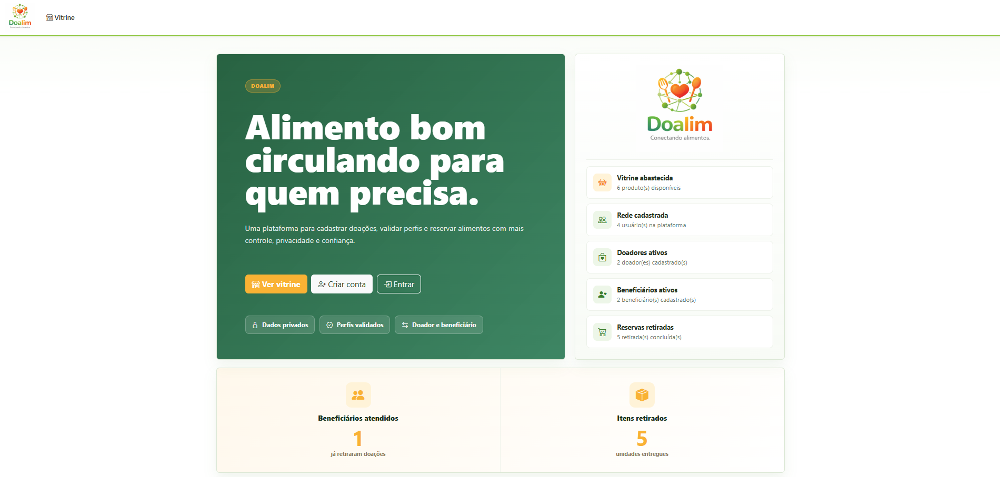 Doalim
Conectando alimentos.
Vitrine
DOALIM
Alimento bom
circulando para
quem precisa.
Uma plataforma para cadastrar doações, validar perfis e reservar alimentos com mais
controle, privacidade e confiança.
Ver vitrine
Criar conta
Entrar
Dados privados
Perfis validados
Doador e beneficiário
Doalim
Conectando alimentos.
Vitrine abastecida
6 produto(s) disponíveis
Rede cadastrada
4 usuário(s) na plataforma
Doadores ativos
2 doador(es) cadastrado(s)
Beneficiários ativos
2 beneficiário(s) cadastrado(s)
Reservas retiradas
5 retirada(s) concluída(s)
Beneficiários atendidos
1
já retiraram doações
Itens retirados
5
unidades entregues